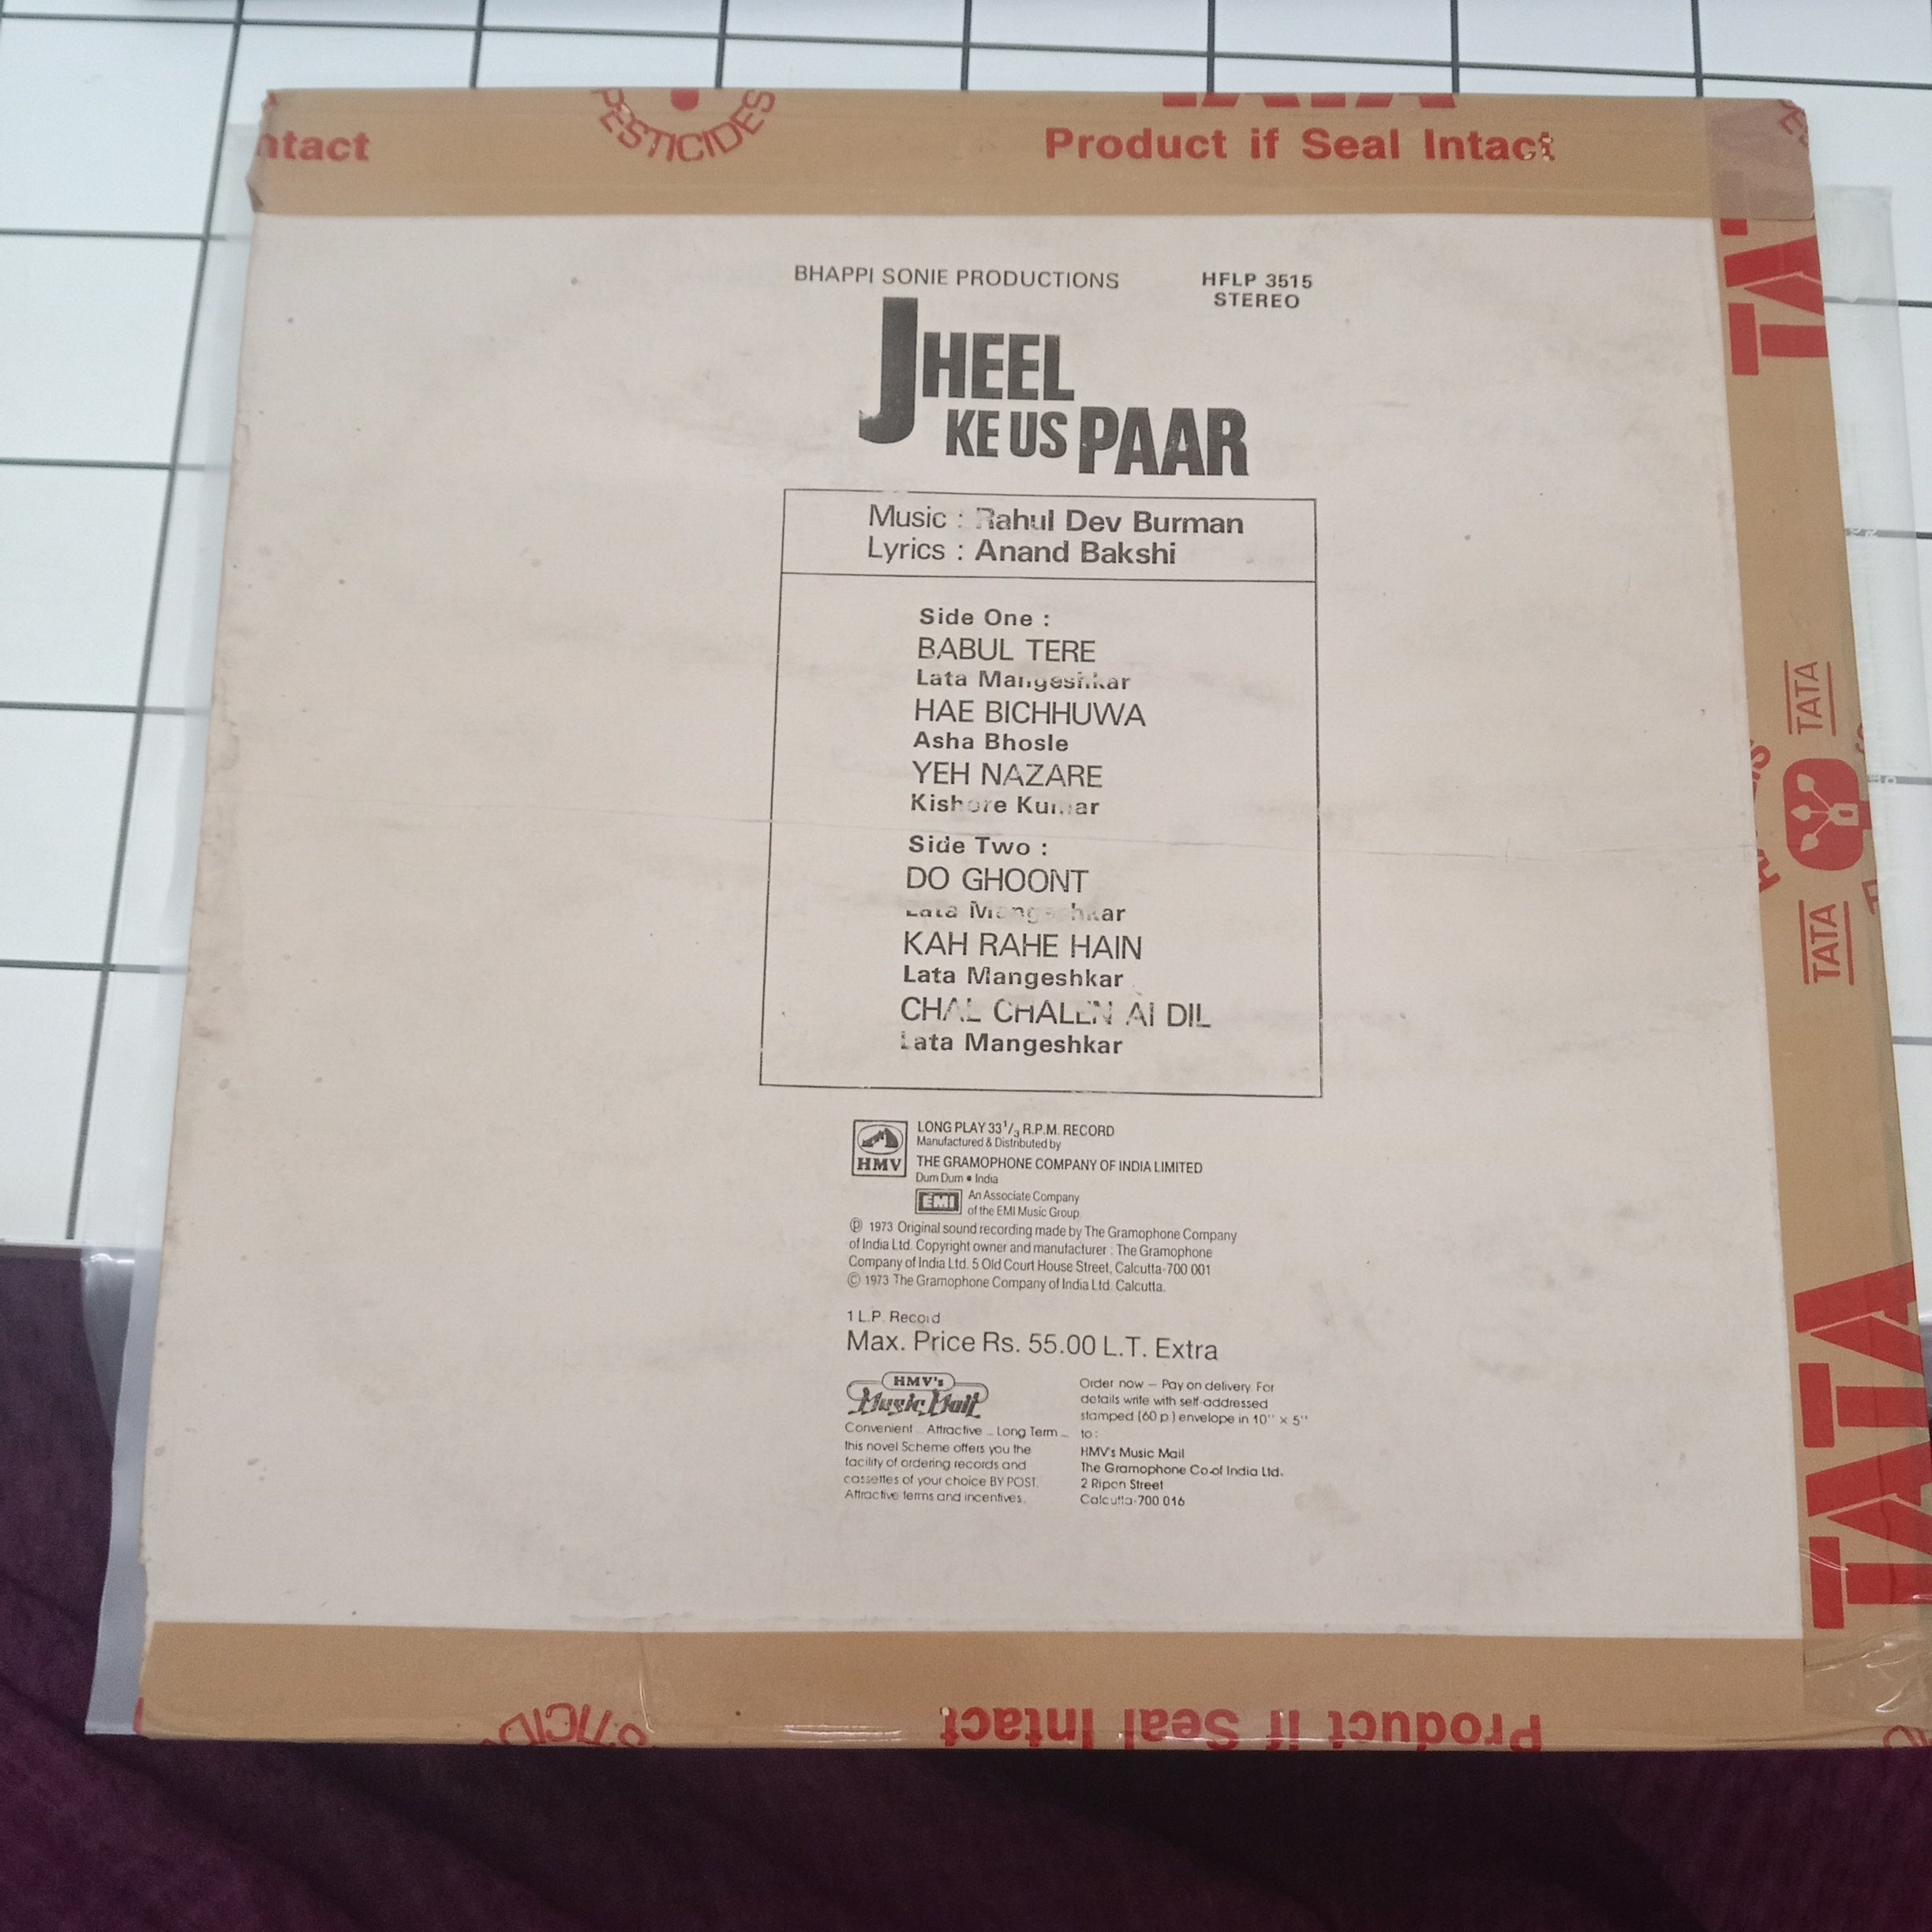 ntact
PESTICIDES
TATA
Product if Seal Intact
BHAPPI SONIE PRODUCTIONS
HFLP 3515
STEREO
JHEEL
KE US PAAR
Music : Rahul Dev Burman
Lyrics : Anand Bakshi
Side One :
BABUL TERE
Lata Mangeshkar
HAE BICHHUWA
Asha Bhosle
YEH NAZARE
Kishore Kumar
Side Two :
DO GHOONT
Lata Mangeshkar
KAH RAHE HAIN
Lata Mangeshkar
CHAL CHALEN AI DIL
Lata Mangeshkar
HMV
LONG PLAY 33 1/3 R.P.M. RECORD
Manufactured & Distributed by
THE GRAMOPHONE COMPANY OF INDIA LIMITED
Dum Dum • India
EMI
An Associate Company
of the EMI Music Group
℗ 1973 Original sound recording made by The Gramophone Company
of India Ltd. Copyright owner and manufacturer : The Gramophone
Company of India Ltd. 5 Old Court House Street, Calcutta-700 001
© 1973 The Gramophone Company of India Ltd. Calcutta.
1 L.P. Record
Max. Price Rs. 55.00 L.T. Extra
HMV's
Music Mail
Convenient ... Attractive ... Long Term ...
this novel Scheme offers you the
facility of ordering records and
cassettes of your choice BY POST.
Attractive terms and incentives.
Order now – Pay on delivery. For
details write with self-addressed
stamped (60 p.) envelope in 10" × 5"
to:
HMV's Music Mail
The Gramophone Co. of India Ltd.
2 Ripon Street
Calcutta-700 016
TATA
TATA
TATA
TATA
STICID
Product if Seal Intact